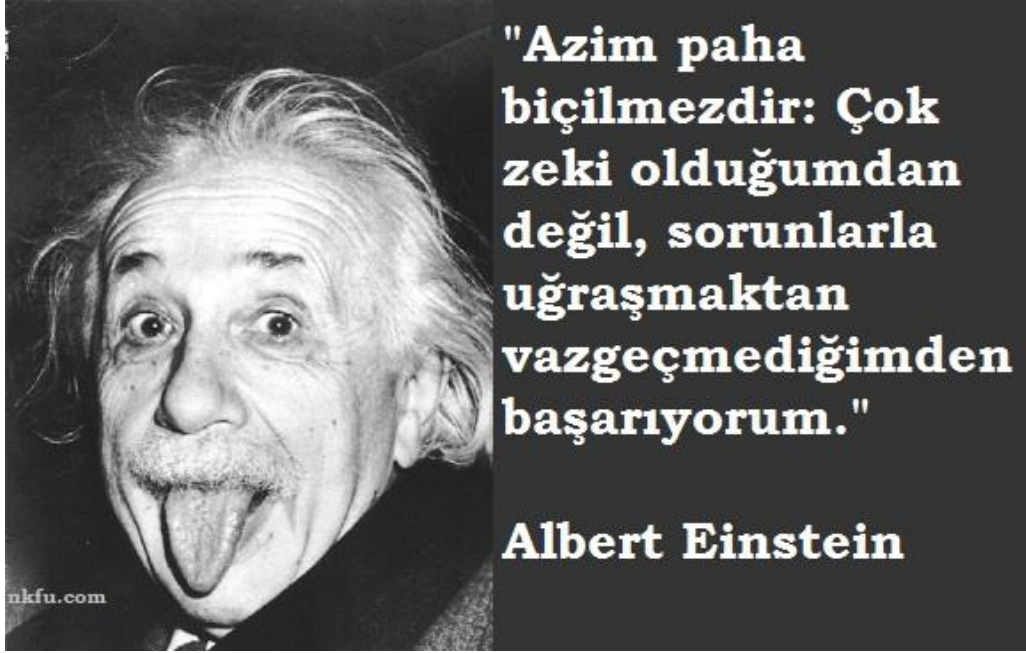 "Azim paha
biçilmezdir: Çok
zeki olduğumdan
değil, sorunlarla
uğraşmaktan
vazgeçmediğimden
başarıyorum."
Albert Einstein
nkfu.com